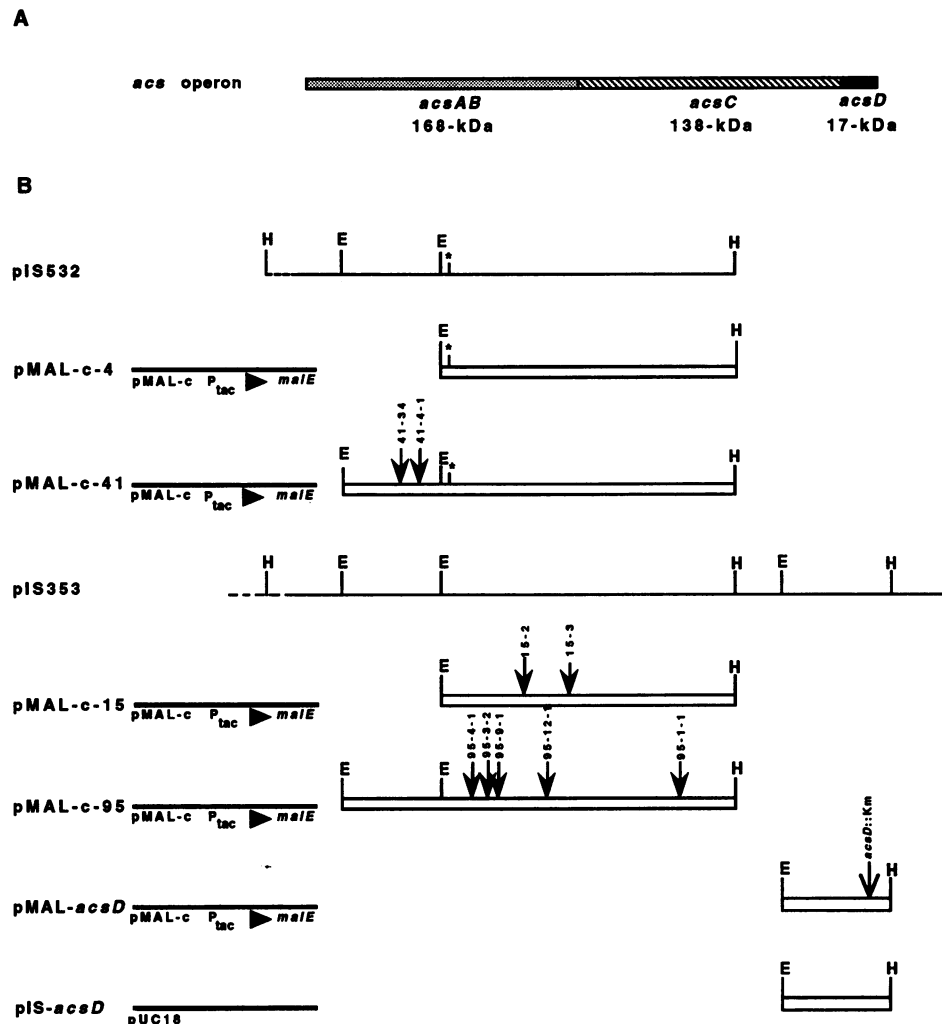 A
acs operon
acsAB acsC acsD
168-kDa 138-kDa 17-kDa
B
H E E * H
pIS532
E * H
pMAL-c-4
pMAL-c Ptac malE
41-34 41-4-1
E E * H
pMAL-c-41
pMAL-c Ptac malE
H E E H E H
pIS353
15-2 15-3
E H
pMAL-c-15
pMAL-c Ptac malE
95-4-1 95-3-2 95-9-1 95-12-1 95-1-1
E E H
pMAL-c-95
pMAL-c Ptac malE
acsD::Km
E H
pMAL-acsD
pMAL-c Ptac malE
E H
pIS-acsD
pUC18